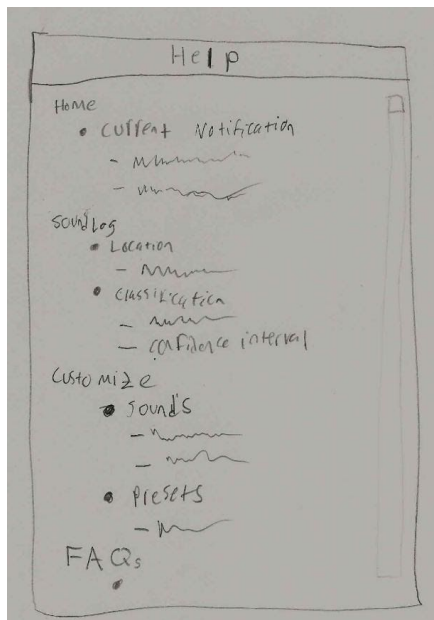 Help
Home
• Current Notification
Sound Log
• Location
• Classification
- confidence interval
Customize
• Sounds
• Presets
FAQs